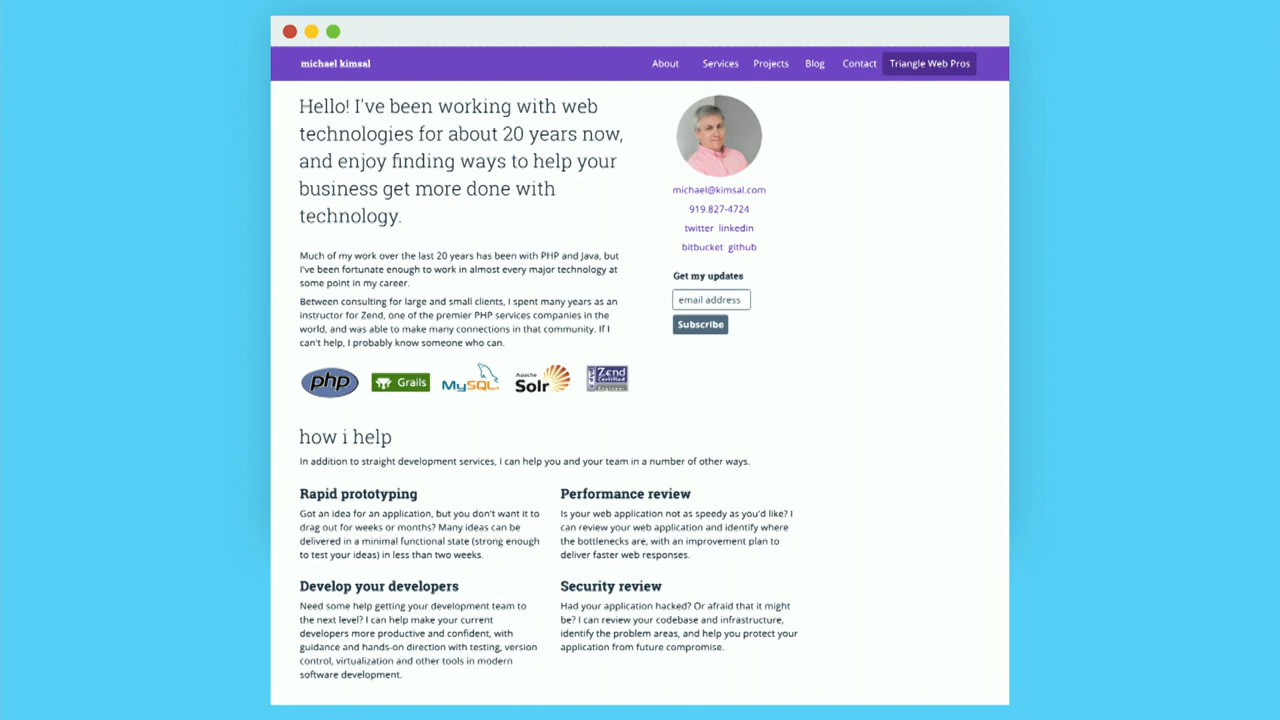 michael kimsal
About Services Projects Blog Contact Triangle Web Pros
Hello! I've been working with web
technologies for about 20 years now,
and enjoy finding ways to help your
business get more done with
technology.
Much of my work over the last 20 years has been with PHP and Java, but
I've been fortunate enough to work in almost every major technology at
some point in my career.
Between consulting for large and small clients, I spent many years as an
instructor for Zend, one of the premier PHP services companies in the
world, and was able to make many connections in that community. If I
can't help, I probably know someone who can.
php
Grails
MySQL
Apache
Solr
Zend
Certified
Engineer
michael@kimsal.com
919.827-4724
twitter linkedin
bitbucket github
Get my updates
email address
Subscribe
how i help
In addition to straight development services, I can help you and your team in a number of other ways.
Rapid prototyping
Got an idea for an application, but you don't want it to
drag out for weeks or months? Many ideas can be
delivered in a minimal functional state (strong enough
to test your ideas) in less than two weeks.
Performance review
Is your web application not as speedy as you'd like? I
can review your web application and identify where
the bottlenecks are, with an improvement plan to
deliver faster web responses.
Develop your developers
Need some help getting your development team to
the next level? I can help make your current
developers more productive and confident, with
guidance and hands-on direction with testing, version
control, virtualization and other tools in modern
software development.
Security review
Had your application hacked? Or afraid that it might
be? I can review your codebase and infrastructure,
identify the problem areas, and help you protect your
application from future compromise.